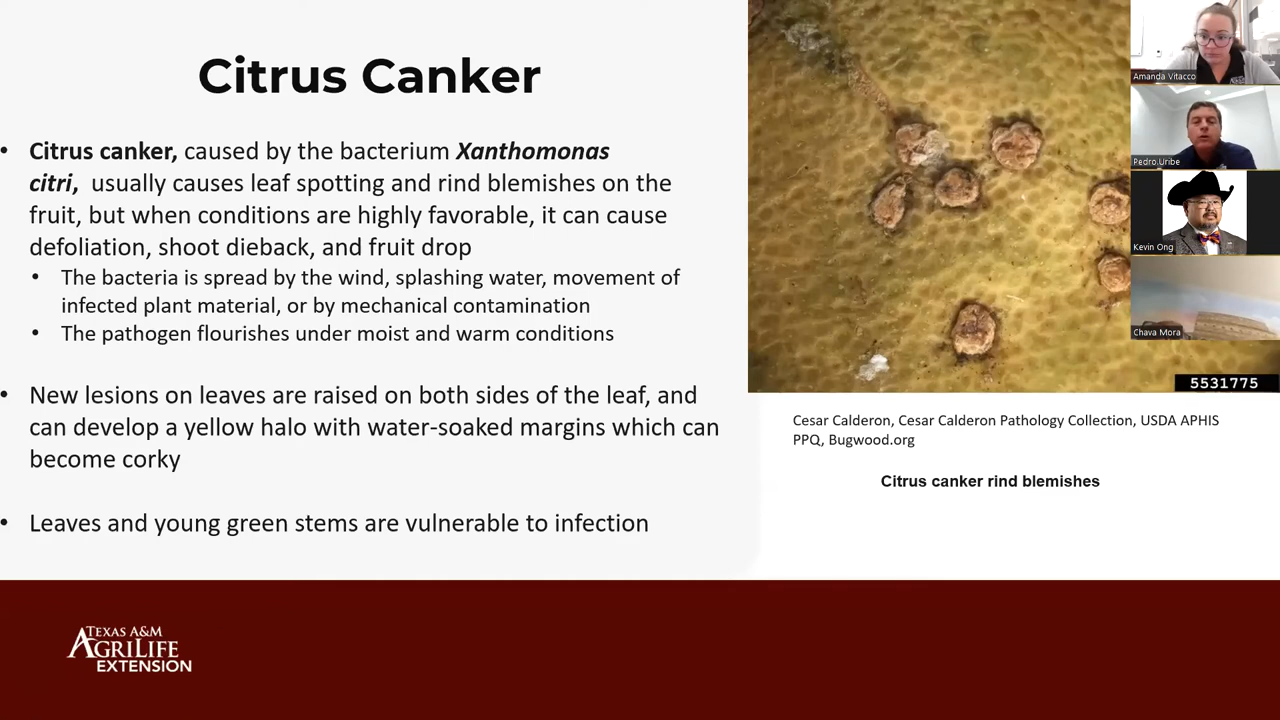 Citrus Canker
• Citrus canker, caused by the bacterium Xanthomonas
citri, usually causes leaf spotting and rind blemishes on the
fruit, but when conditions are highly favorable, it can cause
defoliation, shoot dieback, and fruit drop
• The bacteria is spread by the wind, splashing water, movement of
infected plant material, or by mechanical contamination
• The pathogen flourishes under moist and warm conditions
• New lesions on leaves are raised on both sides of the leaf, and
can develop a yellow halo with water-soaked margins which can
become corky
• Leaves and young green stems are vulnerable to infection
5531775
Cesar Calderon, Cesar Calderon Pathology Collection, USDA APHIS
PPQ, Bugwood.org
Citrus canker rind blemishes
Amanda Vitacco
Pedro.Uribe
Kevin Ong
Chava Mora
TEXAS A&M
AGRILIFE
EXTENSION